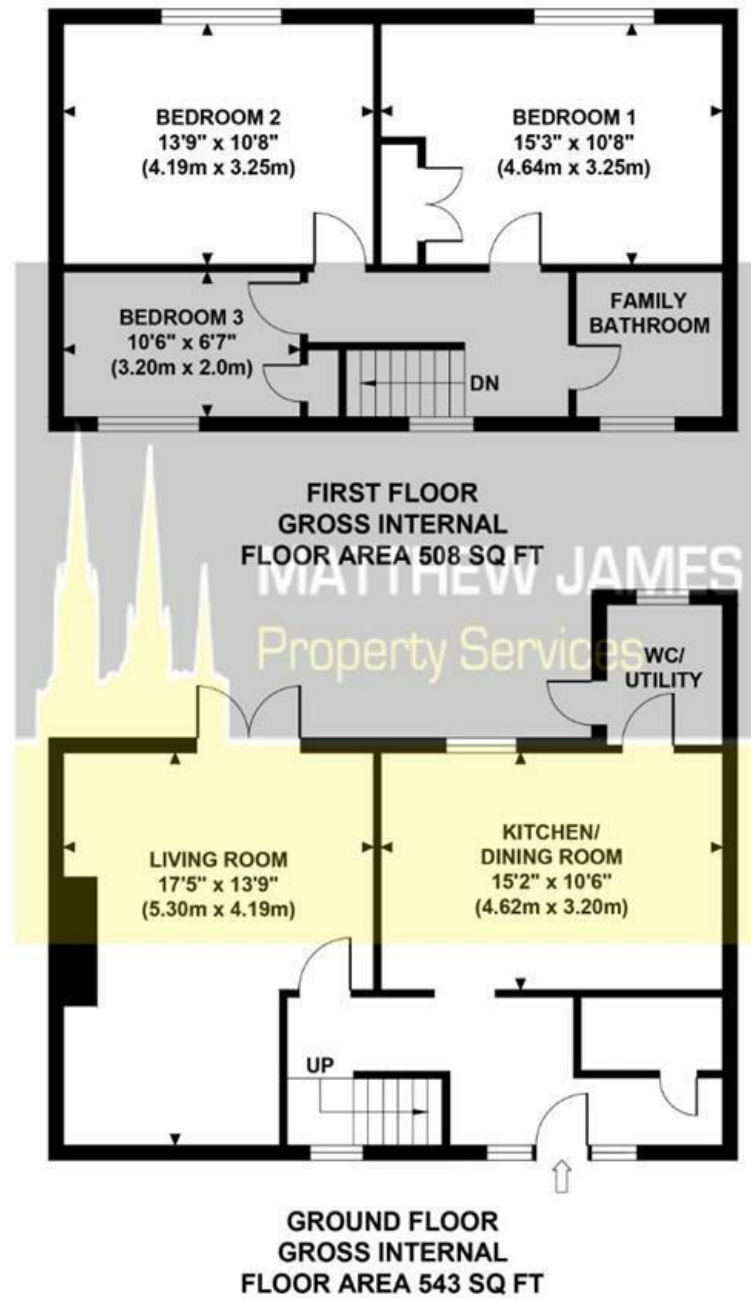 BEDROOM 2
13'9" x 10'8"
(4.19m x 3.25m)
BEDROOM 1
15'3" x 10'8"
(4.64m x 3.25m)
BEDROOM 3
10'6" x 6'7"
(3.20m x 2.0m)
FAMILY
BATHROOM
DN
FIRST FLOOR
GROSS INTERNAL
FLOOR AREA 508 SQ FT
MATTHEW JAMES
Property Services
WC/
UTILITY
LIVING ROOM
17'5" x 13'9"
(5.30m x 4.19m)
KITCHEN/
DINING ROOM
15'2" x 10'6"
(4.62m x 3.20m)
UP
GROUND FLOOR
GROSS INTERNAL
FLOOR AREA 543 SQ FT